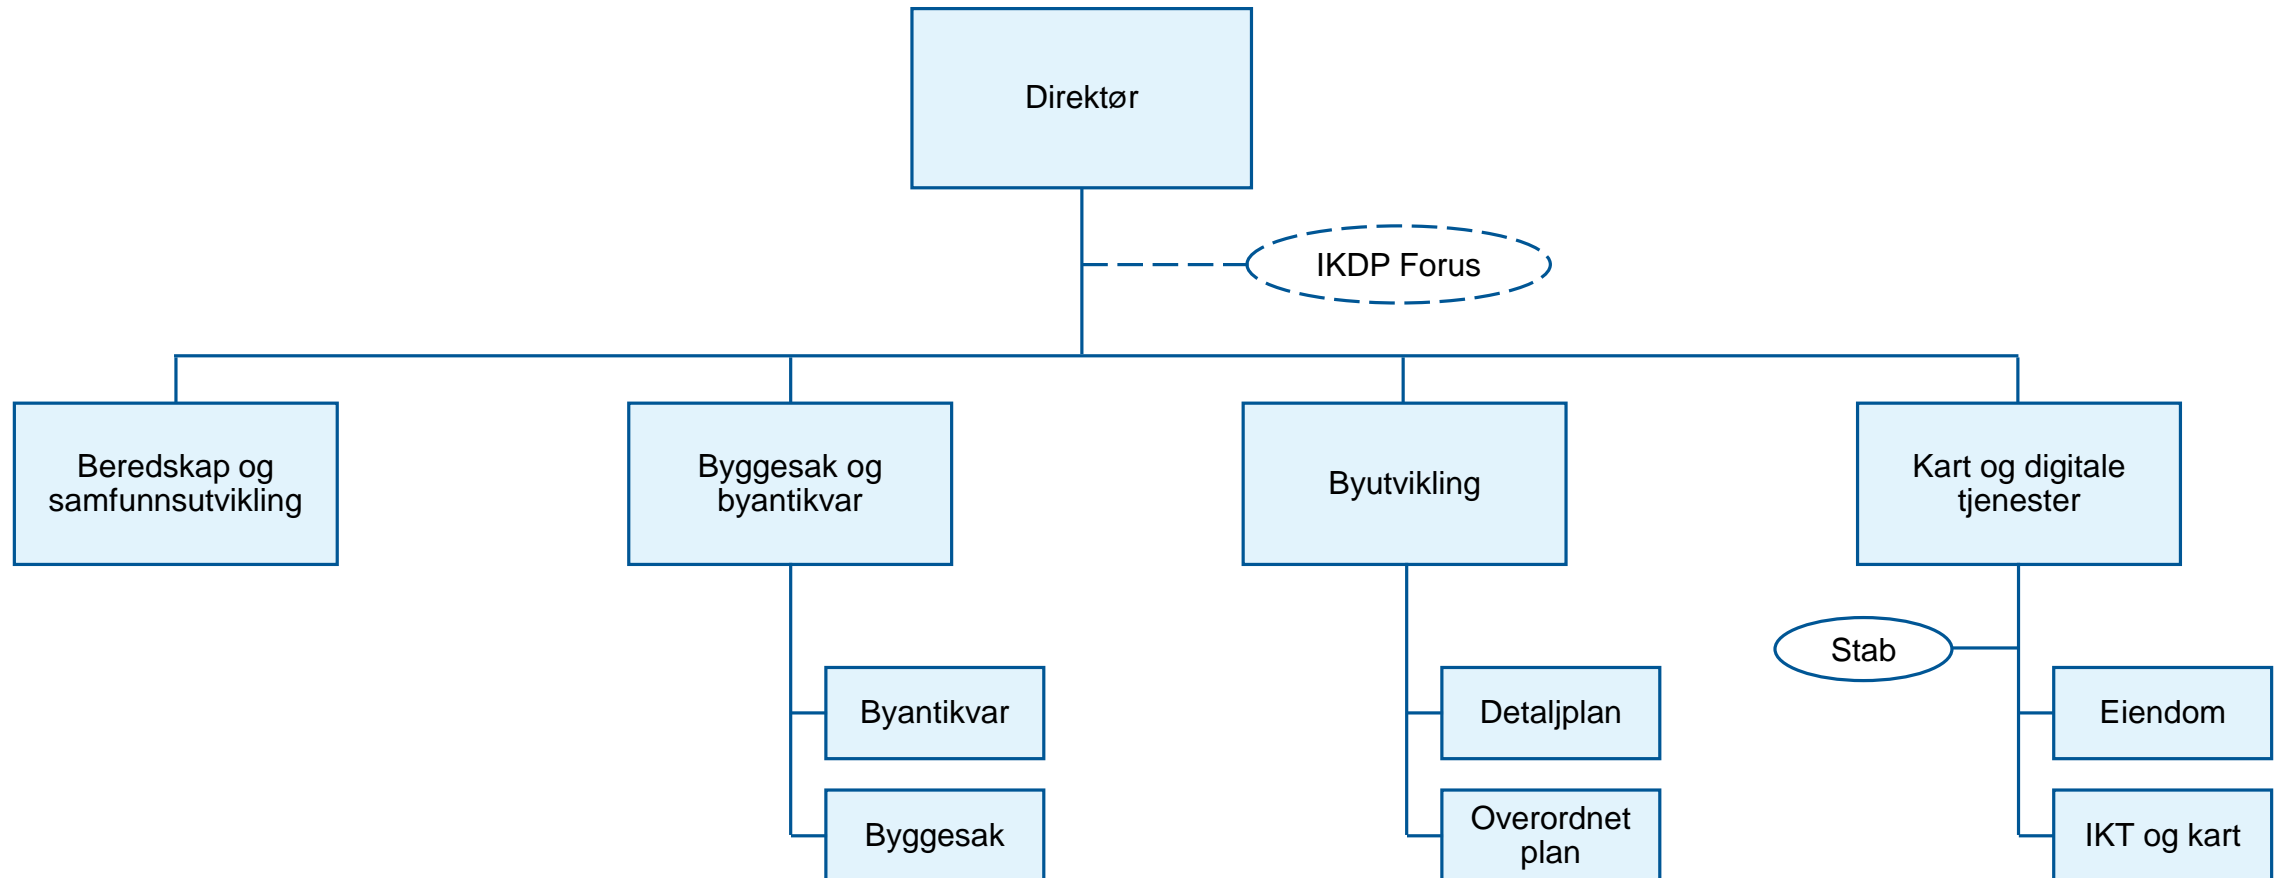 Direktør
IKDP Forus
Beredskap og
samfunnsutvikling
Byggesak og
byantikvar
Byutvikling
Kart og digitale
tjenester
Stab
Byantikvar
Detaljplan
Eiendom
Byggesak
Overordnet
plan
IKT og kart